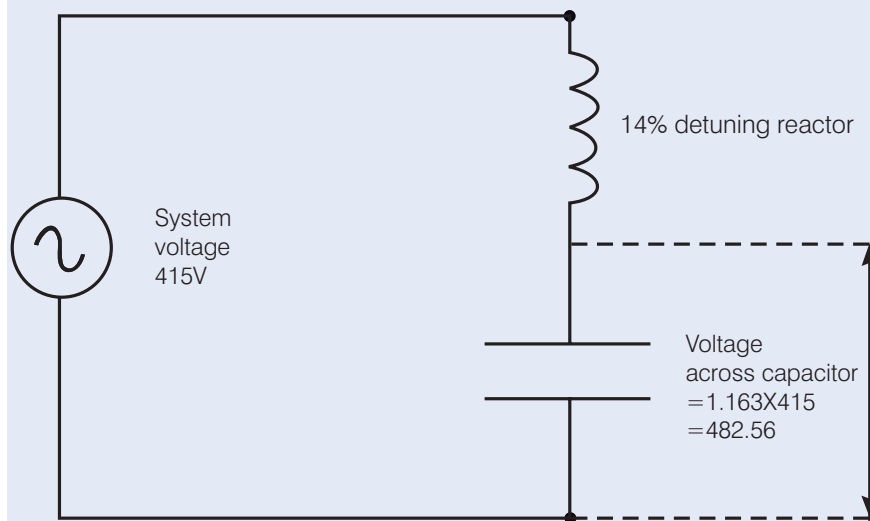 14% detuning reactor
System
voltage
415V
Voltage
across capacitor
=1.163X415
=482.56